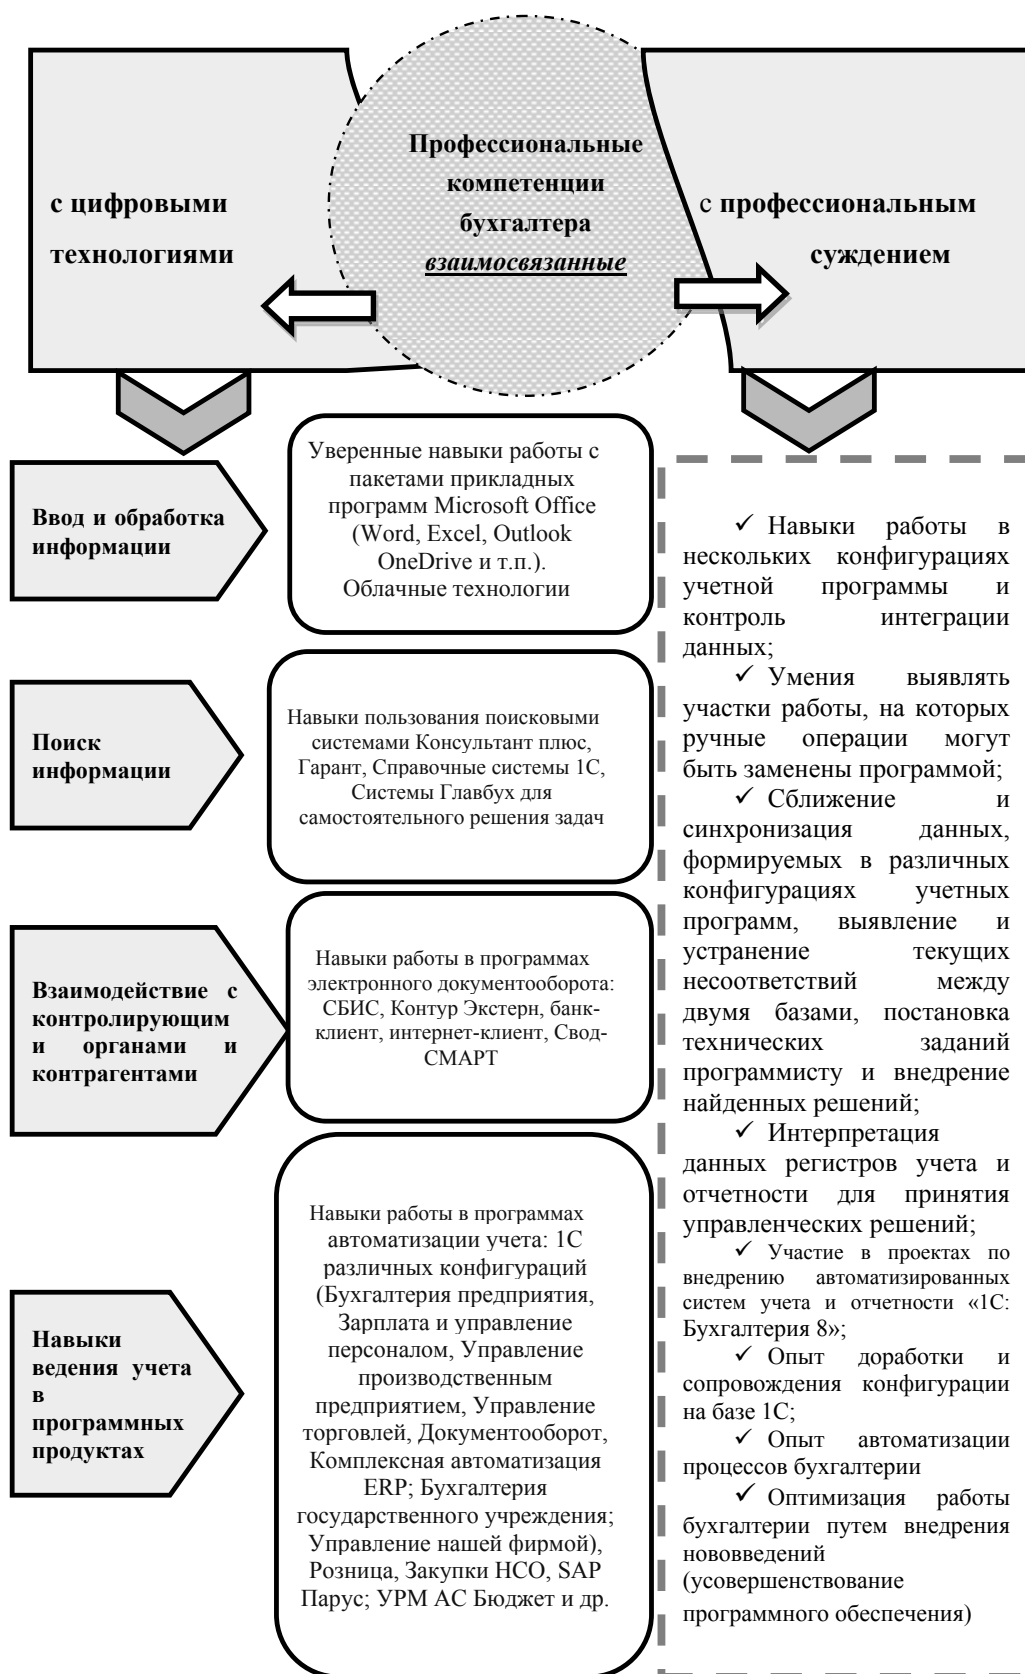 Профессиональные
компетенции
бухгалтера
взаимосвязанные
с цифровыми
технологиями
с профессиональным
суждением
Ввод и обработка
информации
Уверенные навыки работы с
пакетами прикладных
программ Microsoft Office
(Word, Excel, Outlook
OneDrive и т.п.).
Облачные технологии
Поиск
информации
Навыки пользования поисковыми
системами Консультант плюс,
Гарант, Справочные системы 1С,
Системы Главбух для
самостоятельного решения задач
Взаимодействие с
контролирующим
и органами и
контрагентами
Навыки работы в программах
электронного документооборота:
СБИС, Контур Экстерн, банк-
клиент, интернет-клиент, Свод-
СМАРТ
Навыки
ведения учета
в
программных
продуктах
Навыки работы в программах
автоматизации учета: 1С
различных конфигураций
(Бухгалтерия предприятия,
Зарплата и управление
персоналом, Управление
производственным
предприятием, Управление
торговлей, Документооборот,
Комплексная автоматизация
ERP; Бухгалтерия
государственного учреждения;
Управление нашей фирмой),
Розница, Закупки НСО, SAP
Парус; УРМ АС Бюджет и др.
✓ Навыки работы в
нескольких конфигурациях
учетной программы и
контроль интеграции
данных;
✓ Умения выявлять
участки работы, на которых
ручные операции могут
быть заменены программой;
✓ Сближение и
синхронизация данных,
формируемых в различных
конфигурациях учетных
программ, выявление и
устранение текущих
несоответствий между
двумя базами, постановка
технических заданий
программисту и внедрение
найденных решений;
✓ Интерпретация
данных регистров учета и
отчетности для принятия
управленческих решений;
✓ Участие в проектах по
внедрению автоматизированных
систем учета и отчетности «1С:
Бухгалтерия 8»;
✓ Опыт доработки и
сопровождения конфигурации
на базе 1С;
✓ Опыт автоматизации
процессов бухгалтерии
✓ Оптимизация работы
бухгалтерии путем внедрения
нововведений
(усовершенствование
программного обеспечения)